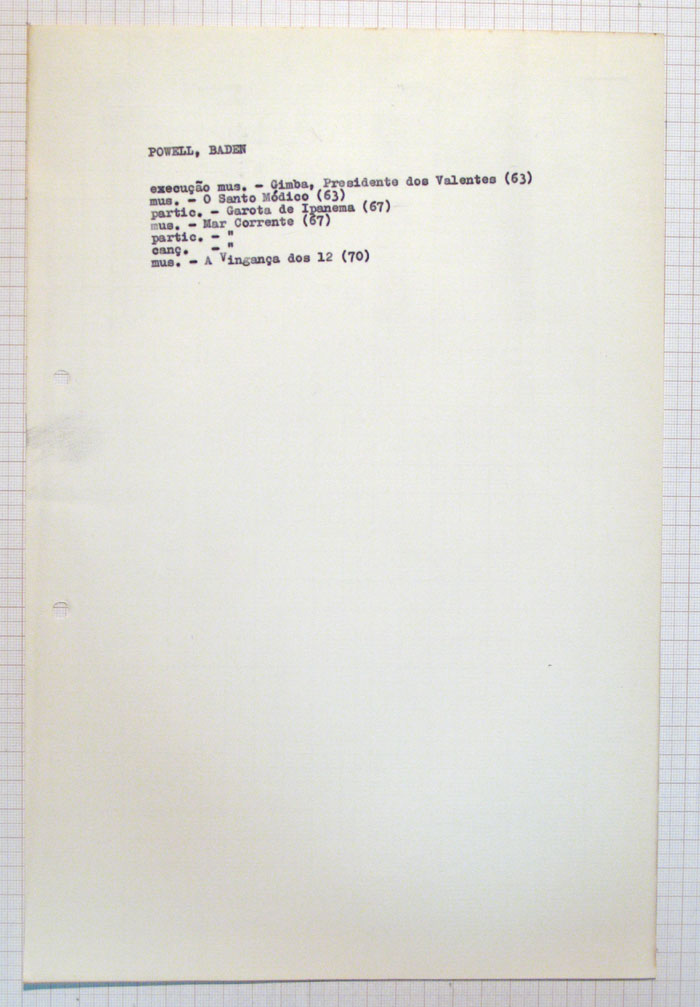 POWELL, BADEN
execução mus. - Gimba, Presidente dos Valentes (63)
mus. - O Santo Módico (63)
partic. - Garota de Ipanema (67)
mus. - Mar Corrente (67)
partic. - "
canç. - "
mus. - A Vingança dos 12 (70)